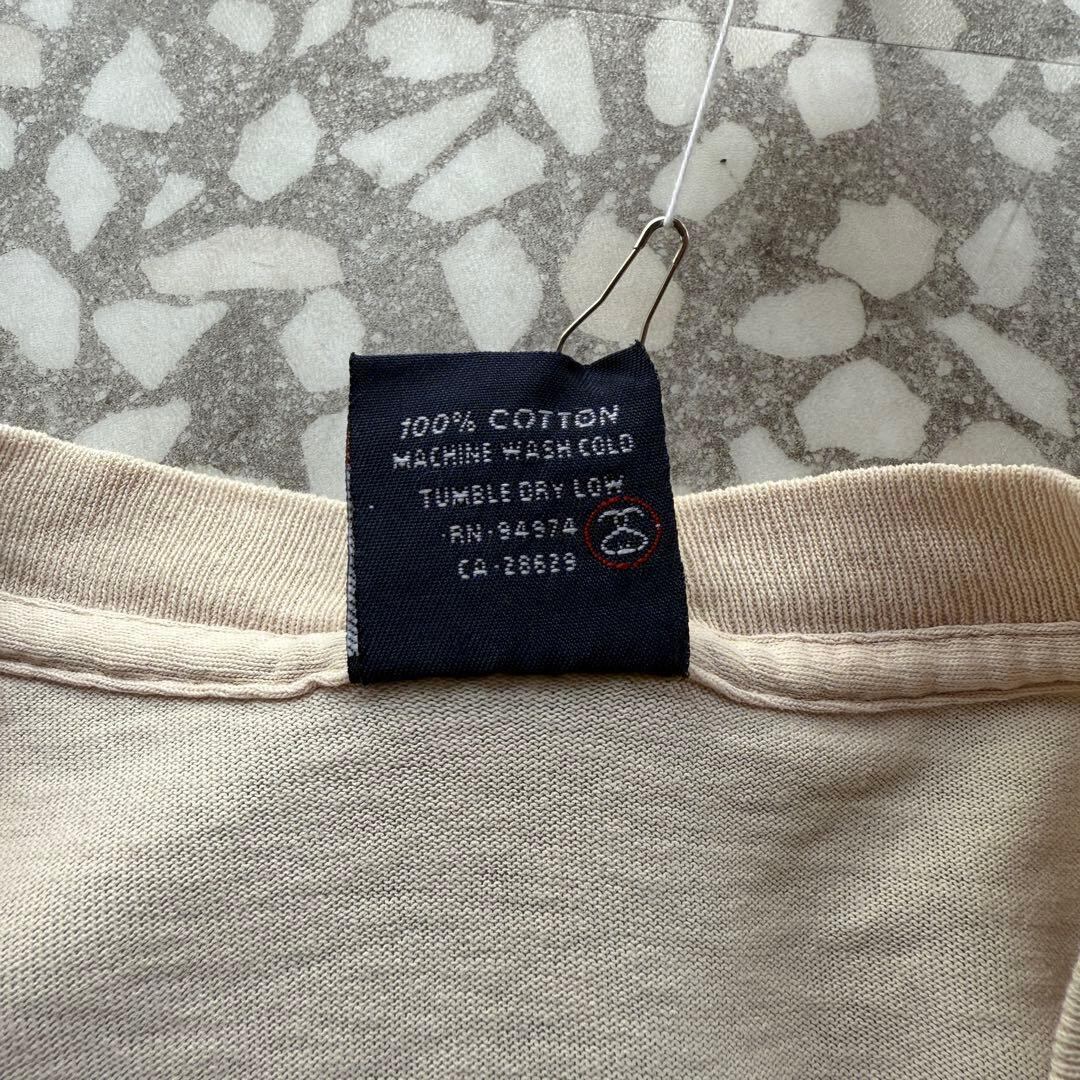 100% COTTON
MACHINE WASH COLD
TUMBLE DRY LOW
·RN·94974
CA·28629